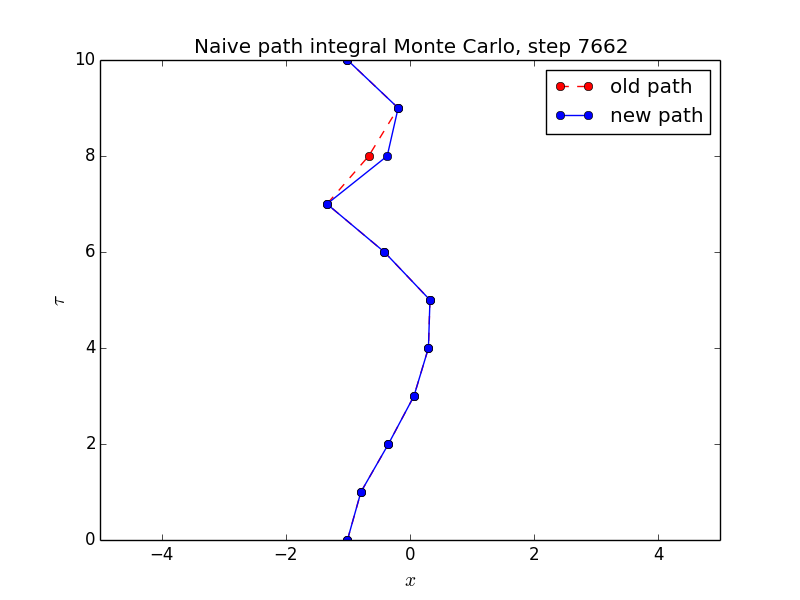 Naive path integral Monte Carlo, step 7662
old path
new path
10
8
6
4
2
0
τ
−4
−2
0
2
4
x